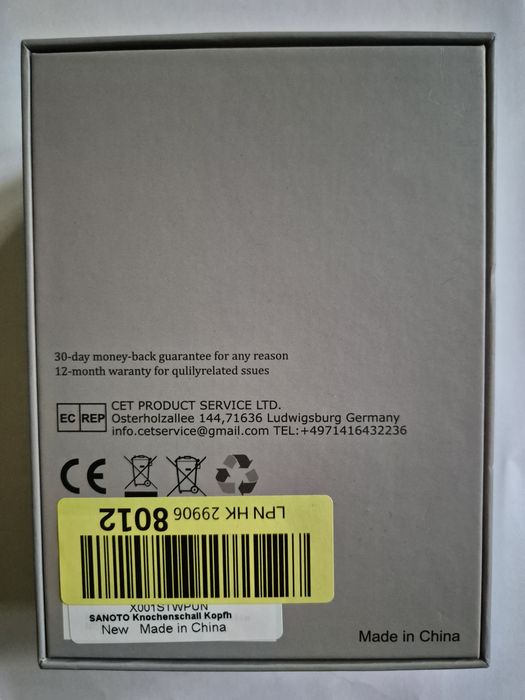 30-day money-back guarantee for any reason
12-month waranty for qulilyrelated ssues
EC REP
CET PRODUCT SERVICE LTD.
Osterholzallee 144,71636 Ludwigsburg Germany
info.cetservice@gmail.com TEL:+4971416432236
CE
LPN HK 29906 8012
X001STWPUN
SANOTO Knochenschall Kopfh
New Made in China
Made in China